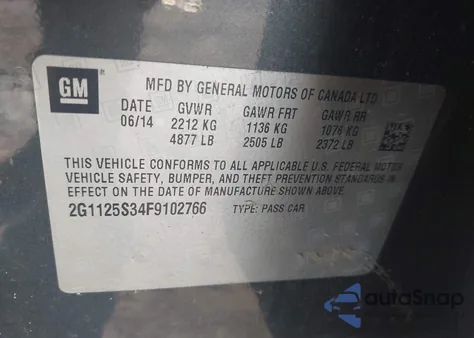 GM
MFD BY GENERAL MOTORS OF CANADA LTD
DATE GVWR GAWR FRT GAWR RR
06/14 2212 KG 1136 KG 1076 KG
4877 LB 2505 LB 2372 LB
THIS VEHICLE CONFORMS TO ALL APPLICABLE U.S. FEDERAL MOTOR
VEHICLE SAFETY, BUMPER, AND THEFT PREVENTION STANDARDS IN
EFFECT ON THE DATE OF MANUFACTURE SHOWN ABOVE.
2G1125S34F9102766 TYPE: PASS CAR
autoSnap